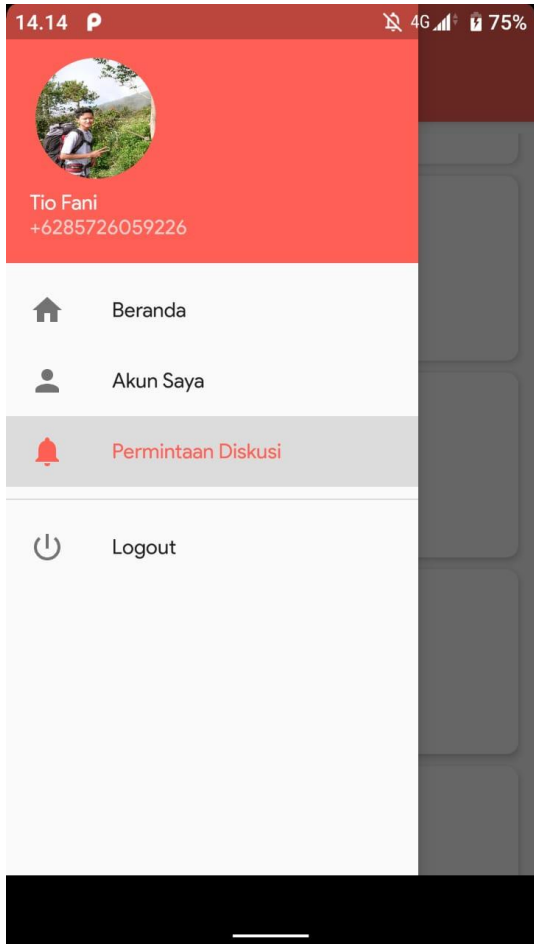 14.14 4G 75%
Tio Fani
+6285726059226
Beranda
Akun Saya
Permintaan Diskusi
Logout